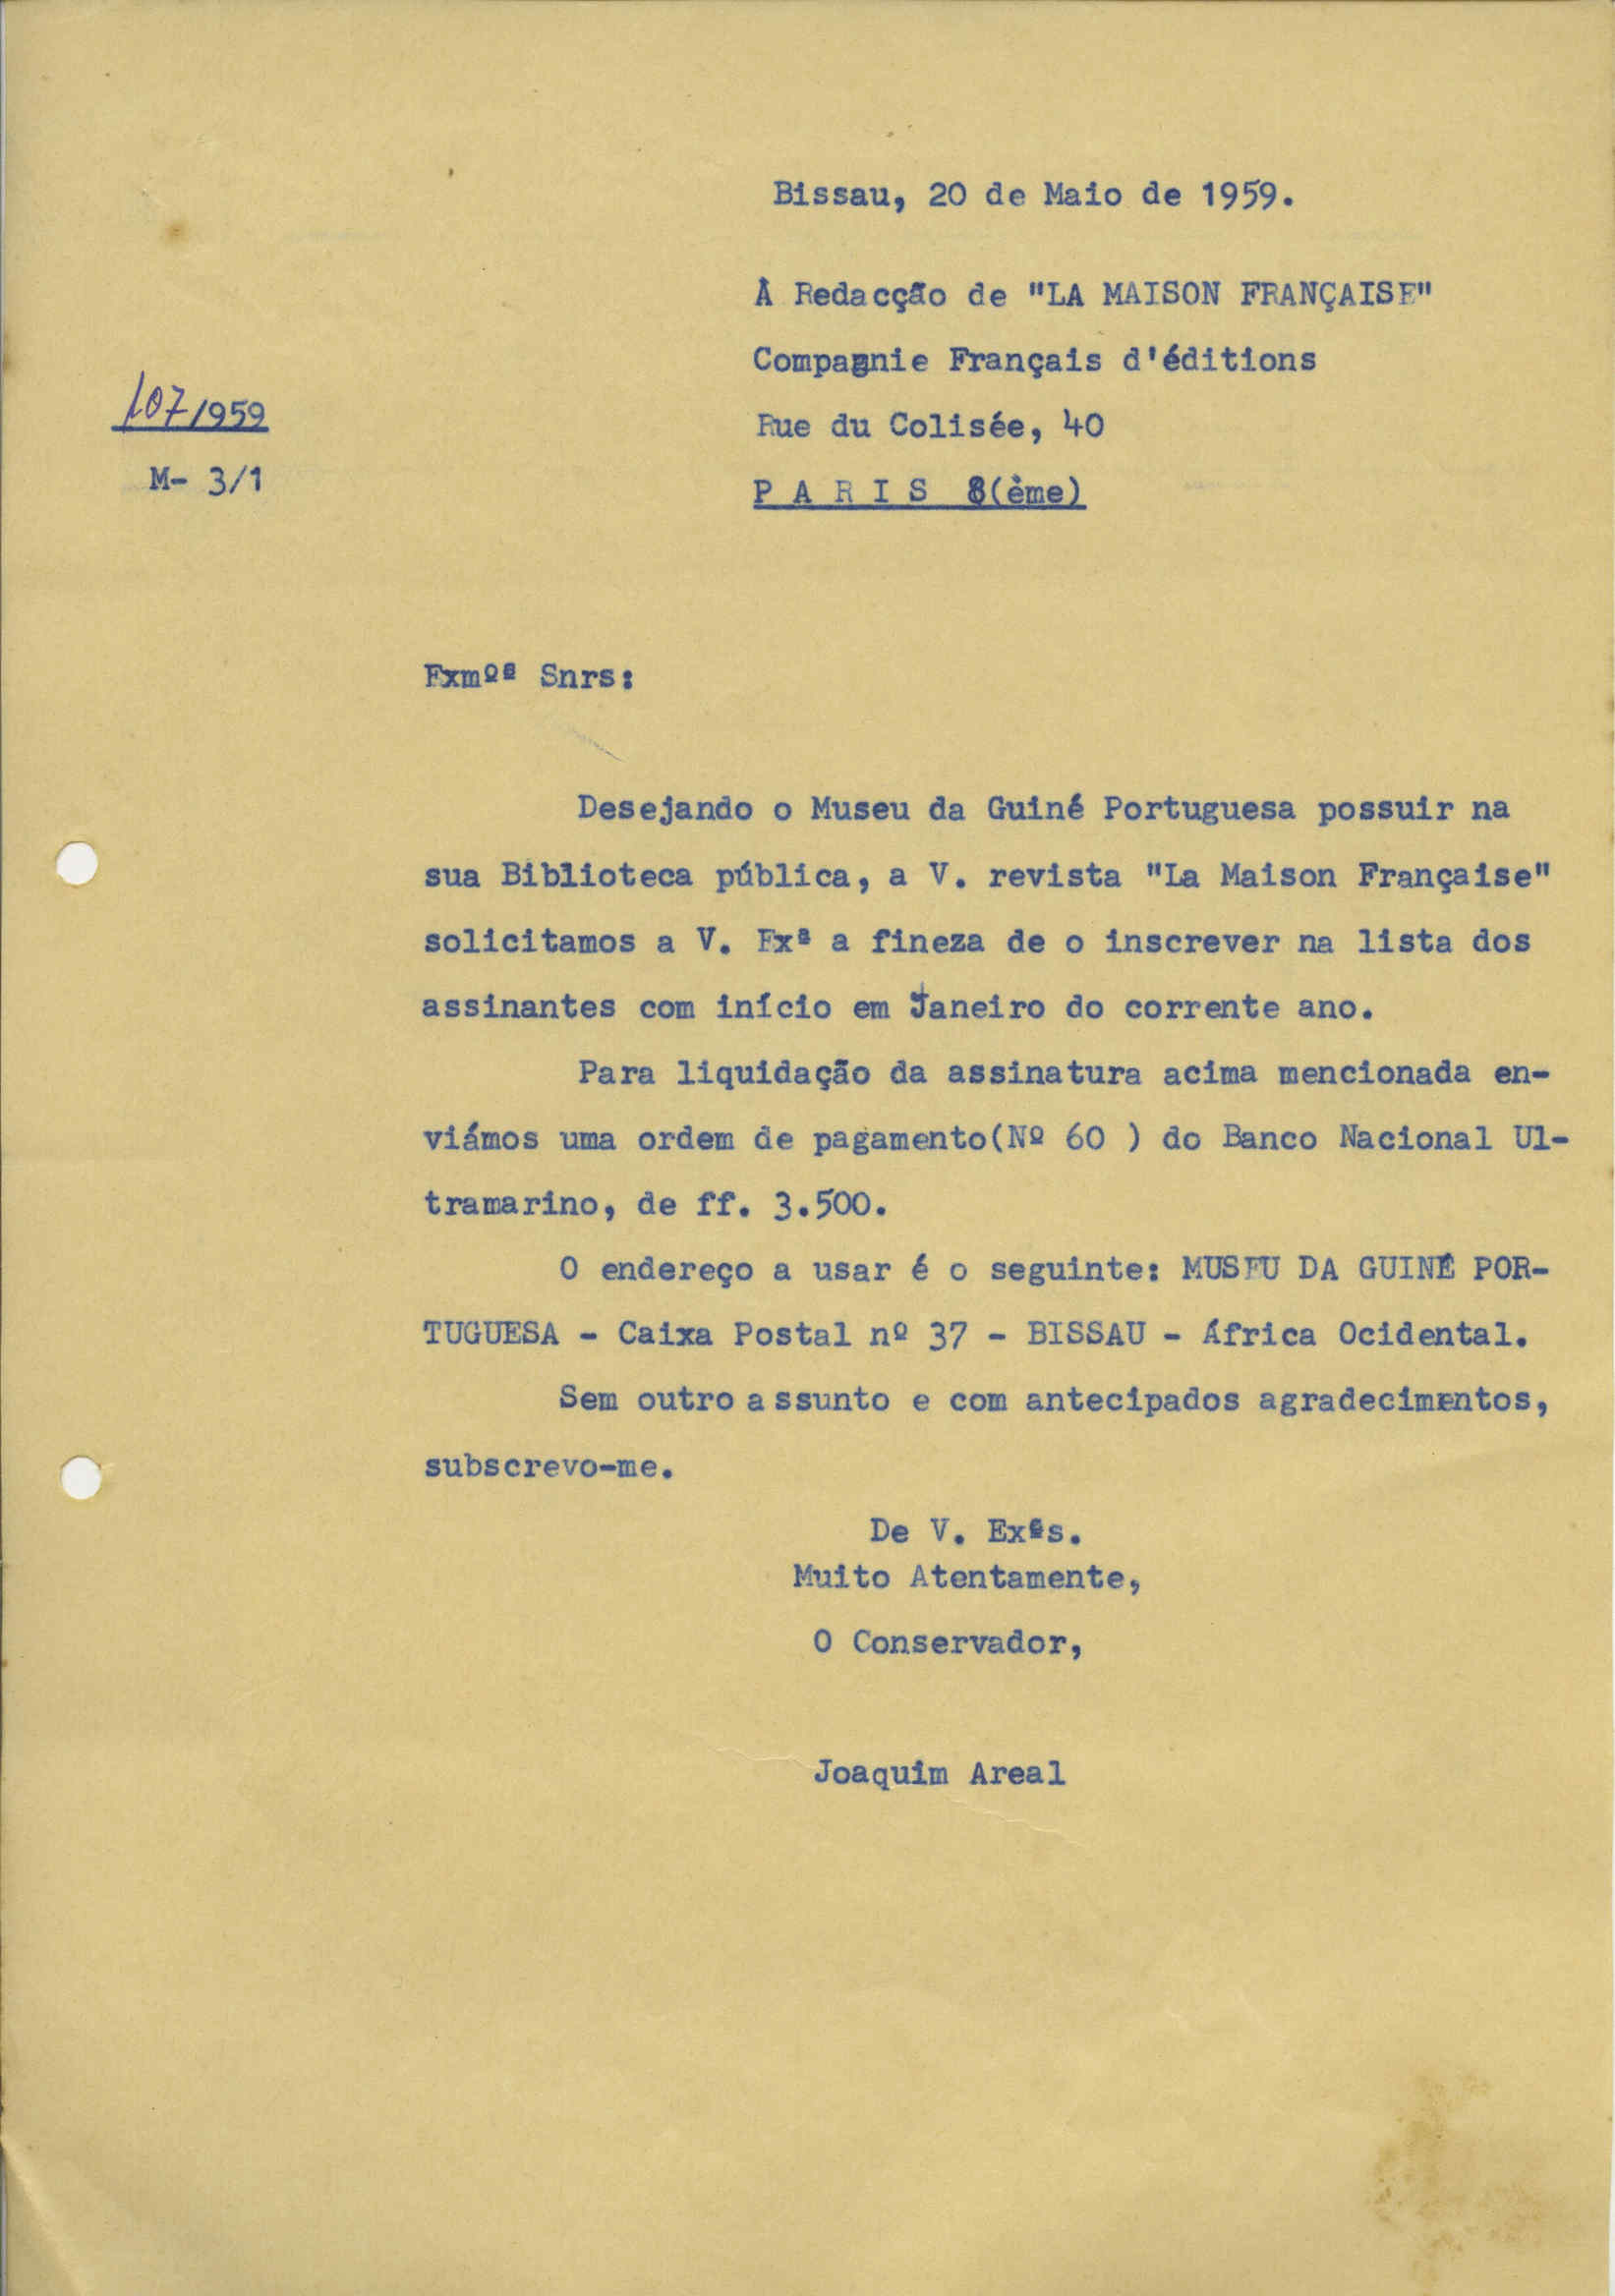 Bissau, 20 de Maio de 1959.
À Redacção de "LA MAISON FRANÇAISE"
Compagnie Français d'éditions
107/959
Rue du Colisée, 40
M- 3/1
P A R I S 8(ème)
Exmºs Snrs:
Desejando o Museu da Guiné Portuguesa possuir na
sua Biblioteca pública, a V. revista "La Maison Française"
solicitamos a V. Exª a fineza de o inscrever na lista dos
assinantes com início em Janeiro do corrente ano.
Para liquidação da assinatura acima mencionada en-
viámos uma ordem de pagamento(Nº 60 ) do Banco Nacional Ul-
tramarino, de ff. 3.500.
O endereço a usar é o seguinte: MUSEU DA GUINÉ POR-
TUGUESA - Caixa Postal nº 37 - BISSAU - África Ocidental.
Sem outro assunto e com antecipados agradecimentos,
subscrevo-me.
De V. Exªs.
Muito Atentamente,
O Conservador,
Joaquim Areal